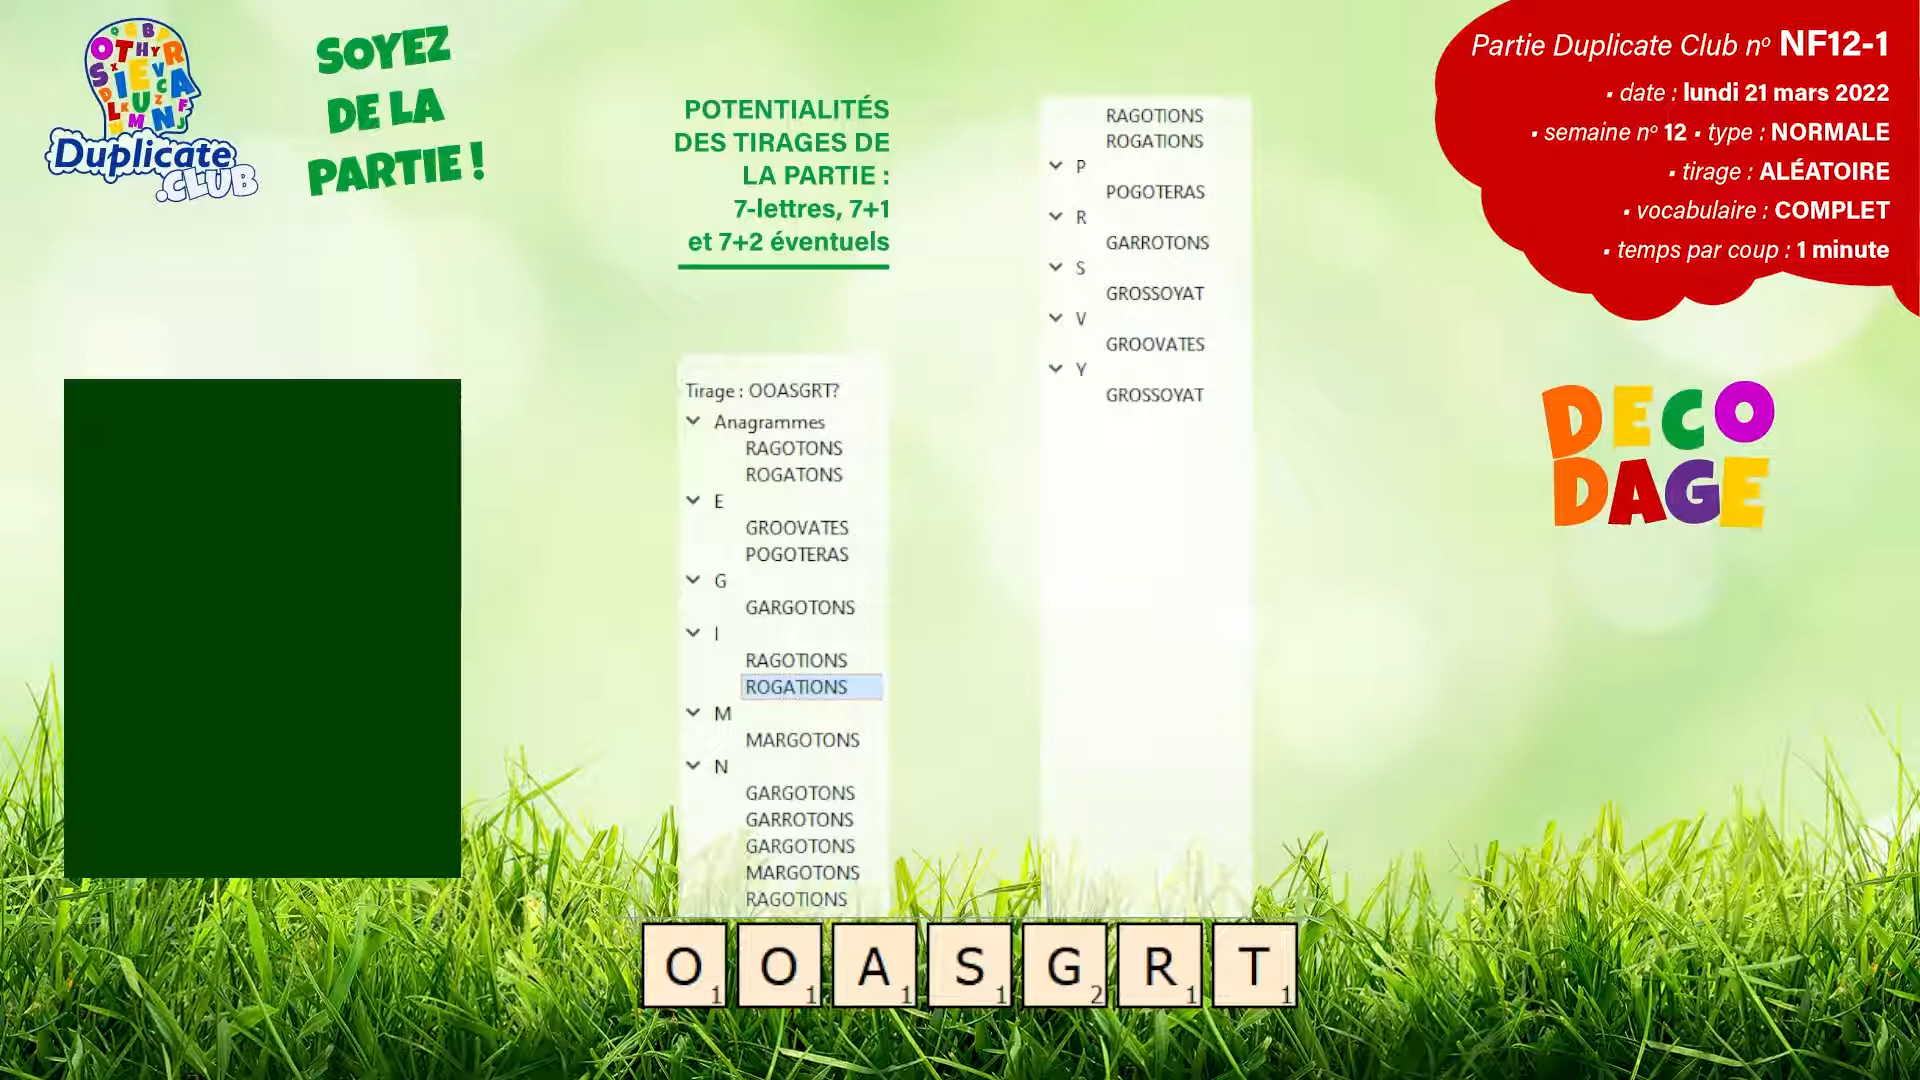 Duplicate
.CLUB
SOYEZ
DE LA
PARTIE !
POTENTIALITÉS
DES TIRAGES DE
LA PARTIE :
7-lettres, 7+1
et 7+2 éventuels
Tirage : OOASGRT?
Anagrammes
RAGOTONS
ROGATONS
E
GROOVATES
POGOTERAS
G
GARGOTONS
I
RAGOTIONS
ROGATIONS
M
MARGOTONS
N
GARGOTONS
GARROTONS
GARGOTONS
MARGOTONS
RAGOTIONS
RAGOTIONS
ROGATIONS
P
POGOTERAS
R
GARROTONS
S
GROSSOYAT
V
GROOVATES
Y
GROSSOYAT
Partie Duplicate Club nº NF12-1
• date : lundi 21 mars 2022
• semaine nº 12 • type : NORMALE
• tirage : ALÉATOIRE
• vocabulaire : COMPLET
• temps par coup : 1 minute
DECO
DAGE
O1 O1 A1 S1 G2 R1 T1